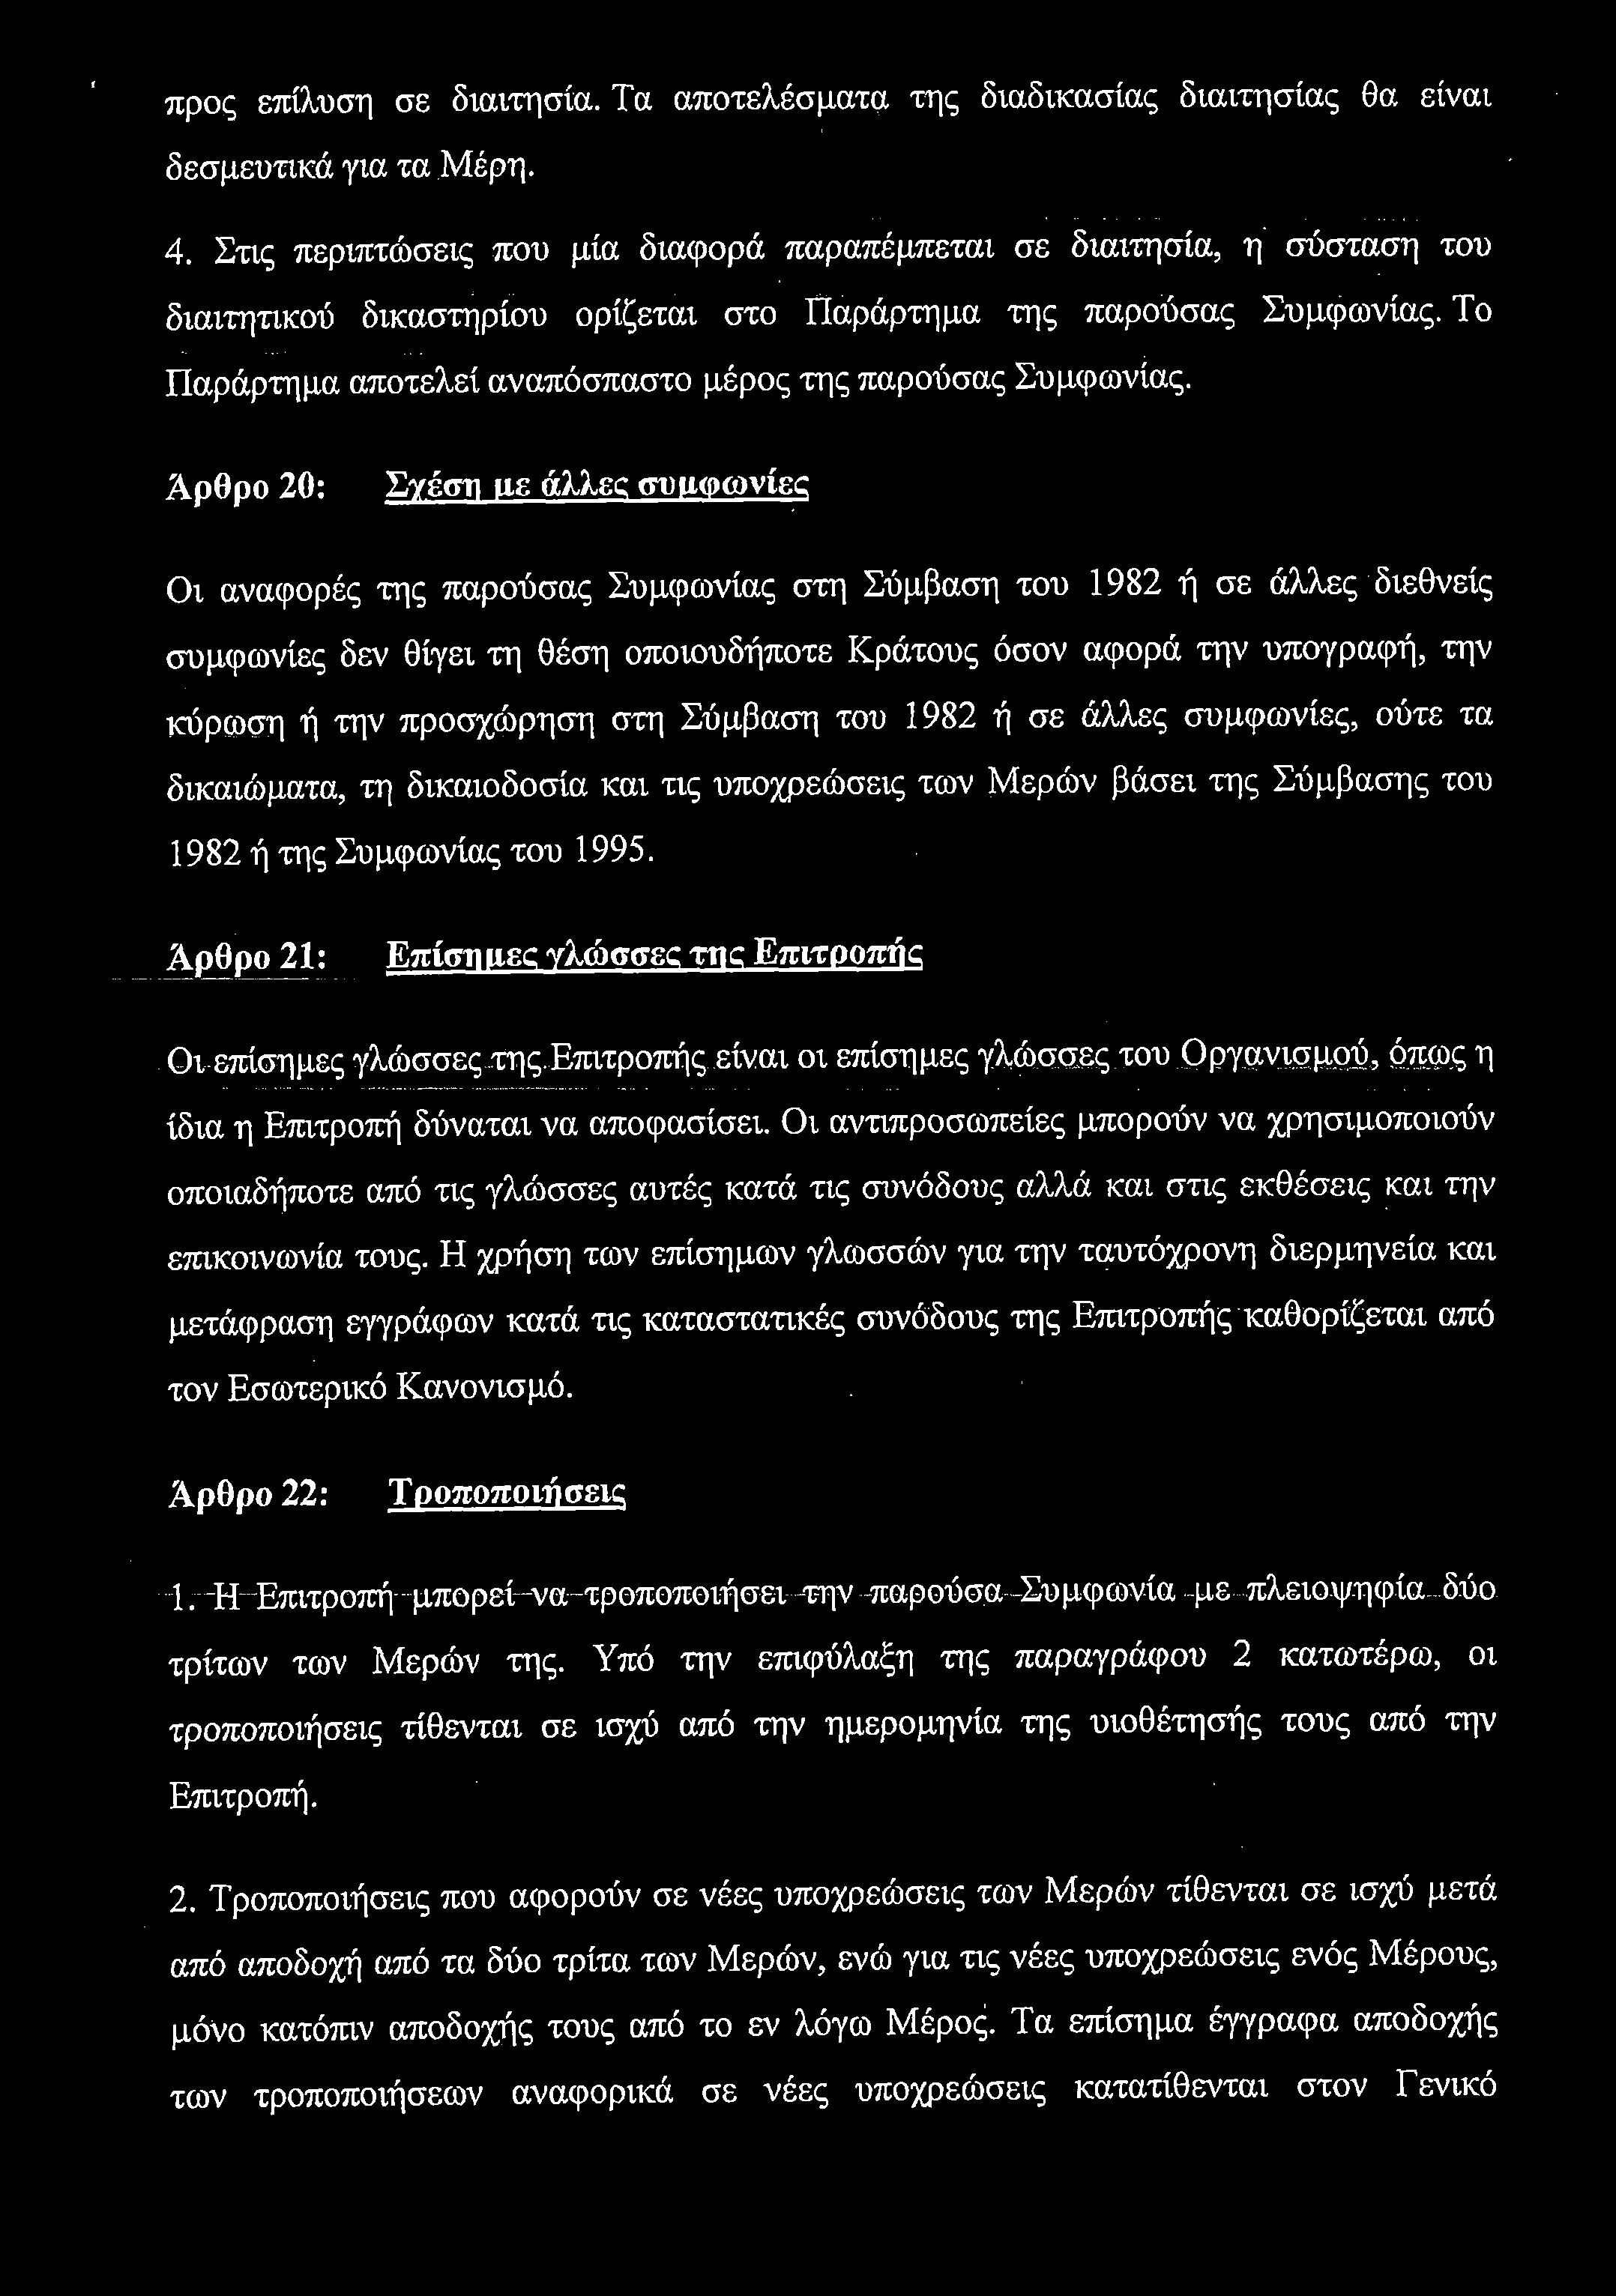 προς επίλυση σε διαιτησία. Τα αποτελέσματα της διαδικασίας διαιτησίας θα είναι
δεσμευτικά για τα Μέρη.
4. Στις περιπτώσεις που μία διαφορά παραπέμπεται σε διαιτησία, η σύσταση του
διαιτητικού δικαστηρίου ορίζεται στο Παράρτημα της παρούσας Συμφωνίας. Το
Παράρτημα αποτελεί αναπόσπαστο μέρος της παρούσας Συμφωνίας.
Άρθρο 20: Σχέση με άλλες συμφωνίες
Οι αναφορές της παρούσας Συμφωνίας στη Σύμβαση του 1982 ή σε άλλες διεθνείς
συμφωνίες δεν θίγει τη θέση οποιουδήποτε Κράτους όσον αφορά την υπογραφή, την
κύρωση ή την προσχώρηση στη Σύμβαση του 1982 ή σε άλλες συμφωνίες, ούτε τα
δικαιώματα, τη δικαιοδοσία και τις υποχρεώσεις των Μερών βάσει της Σύμβασης του
1982 ή της Συμφωνίας του 1995.
Άρθρο 21: Επίσημες γλώσσες της Επιτροπής
Οι επίσημες γλώσσες της Επιτροπής είναι οι επίσημες γλώσσες του Οργανισμού, όπως η
ίδια η Επιτροπή δύναται να αποφασίσει. Οι αντιπροσωπείες μπορούν να χρησιμοποιούν
οποιαδήποτε από τις γλώσσες αυτές κατά τις συνόδους αλλά και στις εκθέσεις και την
επικοινωνία τους. Η χρήση των επίσημων γλωσσών για την ταυτόχρονη διερμηνεία και
μετάφραση εγγράφων κατά τις καταστατικές συνόδους της Επιτροπής καθορίζεται από
τον Εσωτερικό Κανονισμό.
Άρθρο 22: Τροποποιήσεις
1. Η Επιτροπή μπορεί να τροποποιήσει την παρούσα Συμφωνία με πλειοψηφία δύο
τρίτων των Μερών της. Υπό την επιφύλαξη της παραγράφου 2 κατωτέρω, οι
τροποποιήσεις τίθενται σε ισχύ από την ημερομηνία της υιοθέτησής τους από την
Επιτροπή.
2. Τροποποιήσεις που αφορούν σε νέες υποχρεώσεις των Μερών τίθενται σε ισχύ μετά
από αποδοχή από τα δύο τρίτα των Μερών, ενώ για τις νέες υποχρεώσεις ενός Μέρους,
μόνο κατόπιν αποδοχής τους από το εν λόγω Μέρος. Τα επίσημα έγγραφα αποδοχής
των τροποποιήσεων αναφορικά σε νέες υποχρεώσεις κατατίθενται στον Γενικό